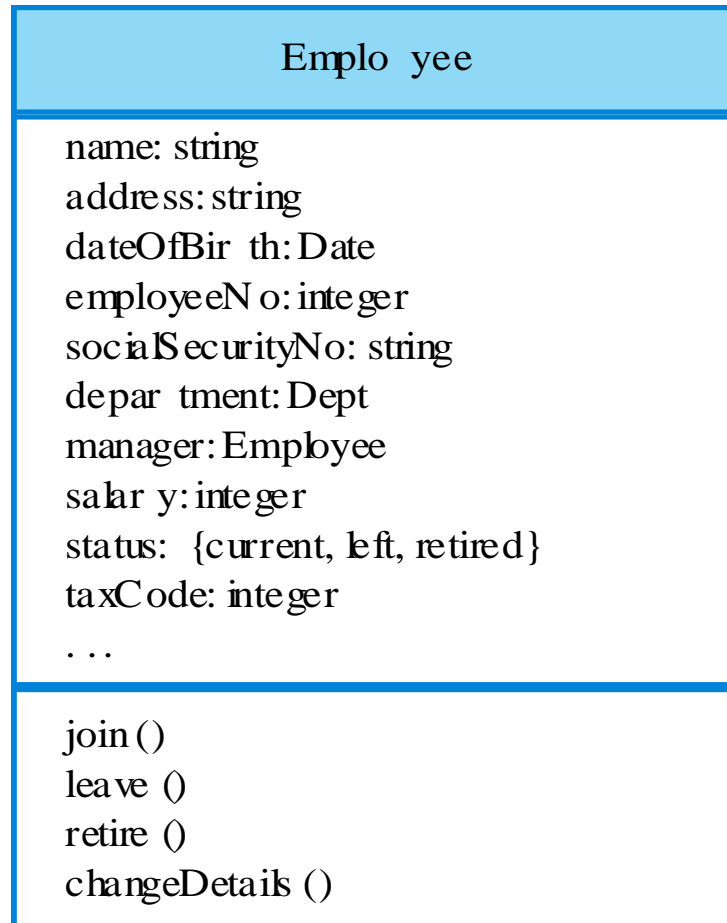 Employee
name: string
address: string
dateOfBirth: Date
employeeNo: integer
socialSecurityNo: string
department: Dept
manager: Employee
salary: integer
status: {current, left, retired}
taxCode: integer
. . .
join ()
leave ()
retire ()
changeDetails ()